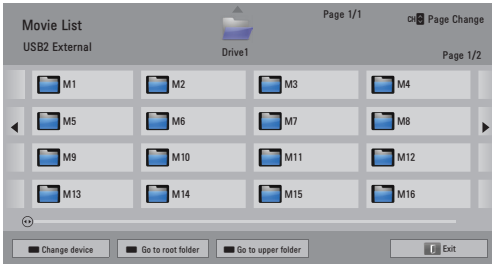 Movie List
Page 1/1
CH Page Change
USB2 External
Drive1
Page 1/2
M1 M2 M3 M4
M5 M6 M7 M8
M9 M10 M11 M12
M13 M14 M15 M16
Change device Go to root folder Go to upper folder Exit